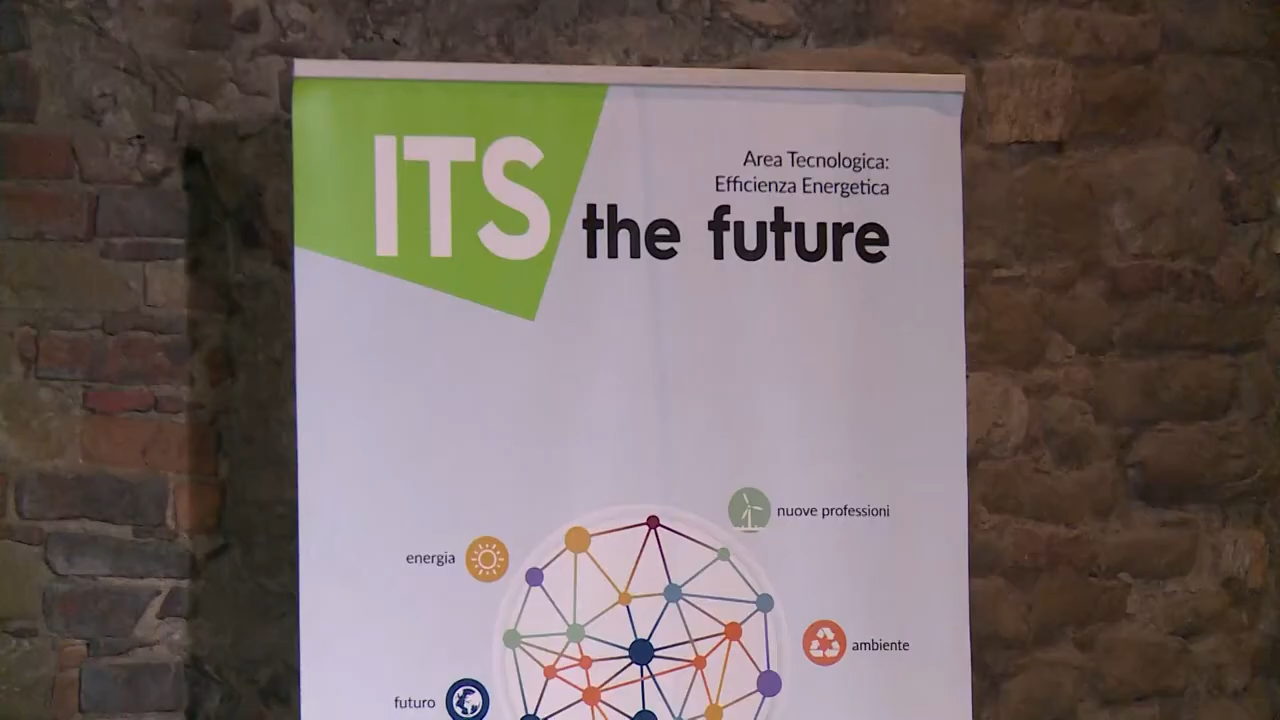 ITS
Area Tecnologica:
Efficienza Energetica
the future
nuove professioni
energia
ambiente
futuro